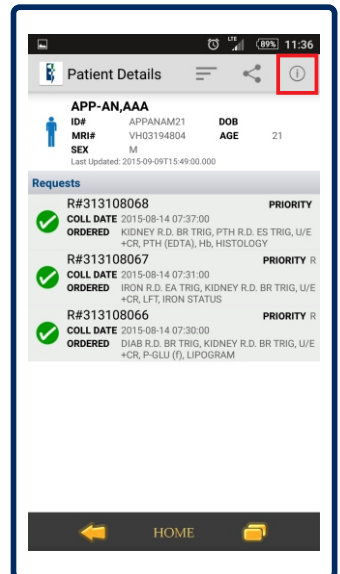 LTE 89% 11:36
Patient Details
APP-AN,AAA
ID# APPANAM21 DOB
MRI# VH03194804 AGE 21
SEX M
Last Updated: 2015-09-09T15:49:00.000
Requests
R#313108068 PRIORITY
COLL DATE 2015-08-14 07:37:00
ORDERED KIDNEY R.D. BR TRIG, PTH R.D. ES TRIG, U/E
+CR, PTH (EDTA), Hb, HISTOLOGY
R#313108067 PRIORITY R
COLL DATE 2015-08-14 07:31:00
ORDERED IRON R.D. EA TRIG, KIDNEY R.D. BR TRIG, U/E
+CR, LFT, IRON STATUS
R#313108066 PRIORITY R
COLL DATE 2015-08-14 07:30:00
ORDERED DIAB R.D. BR TRIG, KIDNEY R.D. BR TRIG, U/E
+CR, P-GLU (f), LIPOGRAM
HOME